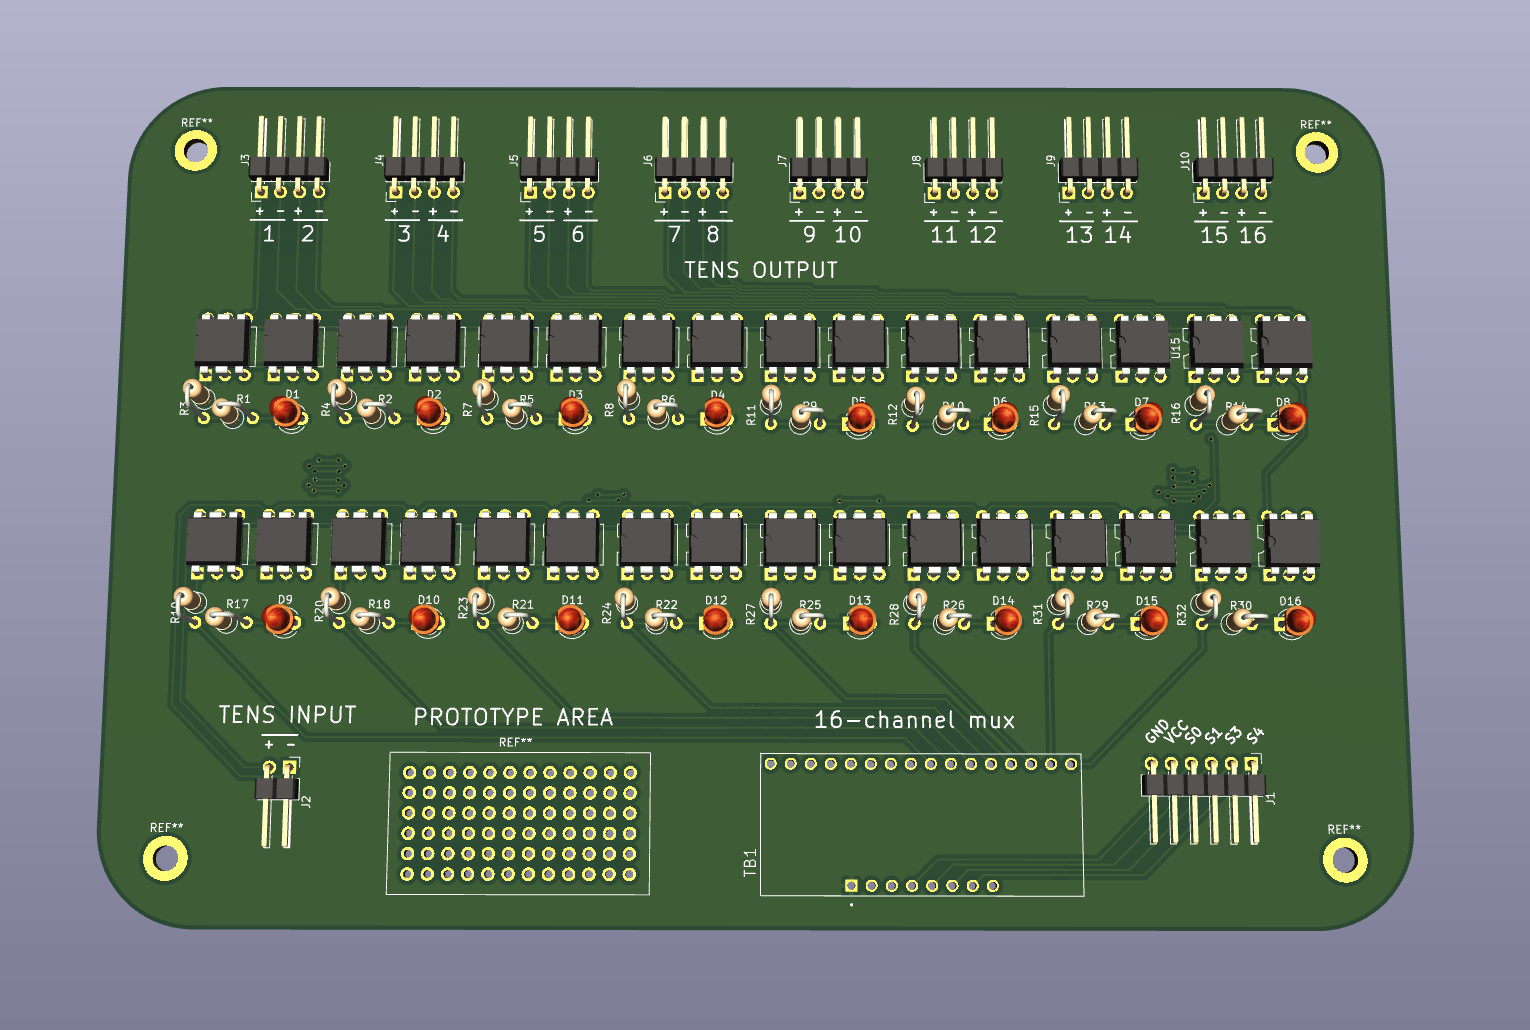 REF** REF**
J3 J4 J5 J6 J7 J8 J9 J10
+ − + − + − + − + − + − + − + − + − + − + − + − + − + − + − + −
1 2 3 4 5 6 7 8 9 10 11 12 13 14 15 16
TENS OUTPUT
U15
R3 R1 D1 R4 R2 D2 R7 R5 D3 R8 R6 D4 R11 R9 D5 R12 R10 D6 R15 R13 D7 R16 R14 D8
R19 R17 D9 R20 R18 D10 R23 R21 D11 R24 R22 D12 R27 R25 D13 R28 R26 D14 R31 R29 D15 R32 R30 D16
TENS INPUT PROTOTYPE AREA 16-channel mux
+ − REF** GND VCC S0 S1 S3 S4
J2 J1
TB1
REF** REF**